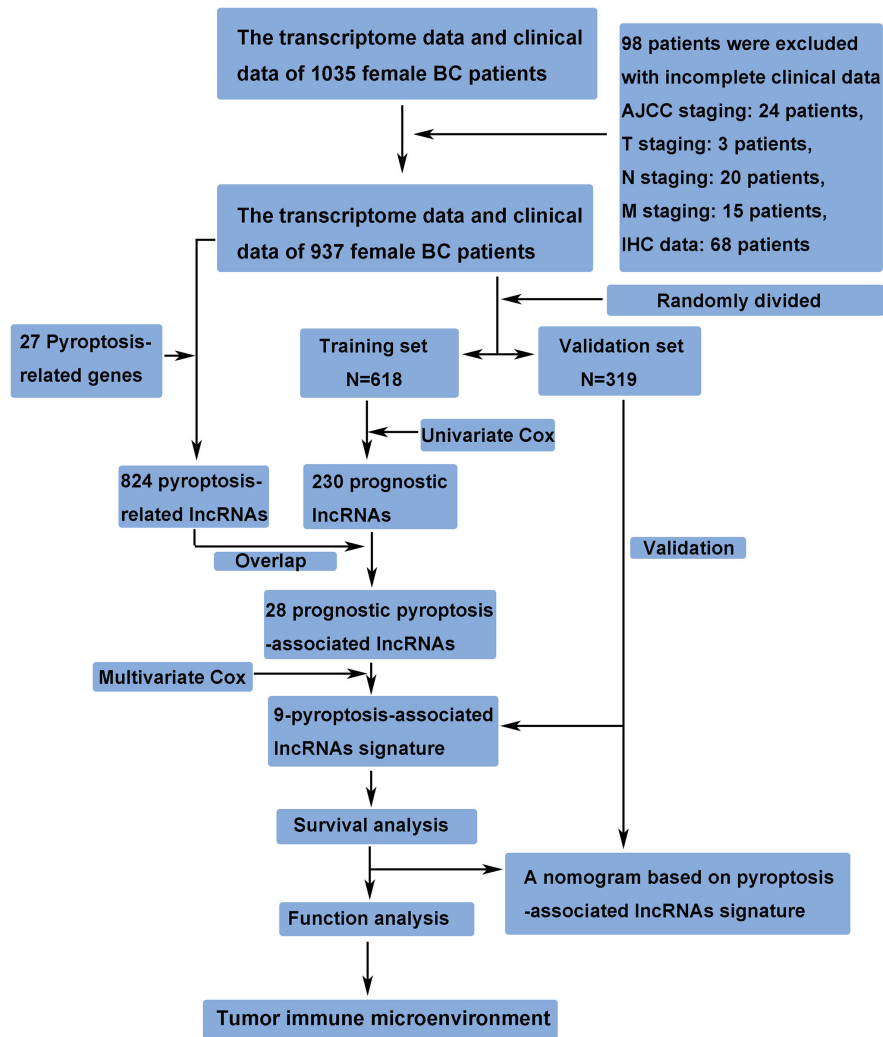 The transcriptome data and clinical
data of 1035 female BC patients
98 patients were excluded
with incomplete clinical data
AJCC staging: 24 patients,
T staging: 3 patients,
N staging: 20 patients,
M staging: 15 patients,
IHC data: 68 patients
The transcriptome data and clinical
data of 937 female BC patients
Randomly divided
27 Pyroptosis-
related genes
Training set
N=618
Validation set
N=319
Univariate Cox
824 pyroptosis-
related lncRNAs
230 prognostic
lncRNAs
Overlap
Validation
28 prognostic pyroptosis
-associated lncRNAs
Multivariate Cox
9-pyroptosis-associated
lncRNAs signature
Survival analysis
A nomogram based on pyroptosis
-associated lncRNAs signature
Function analysis
Tumor immune microenvironment